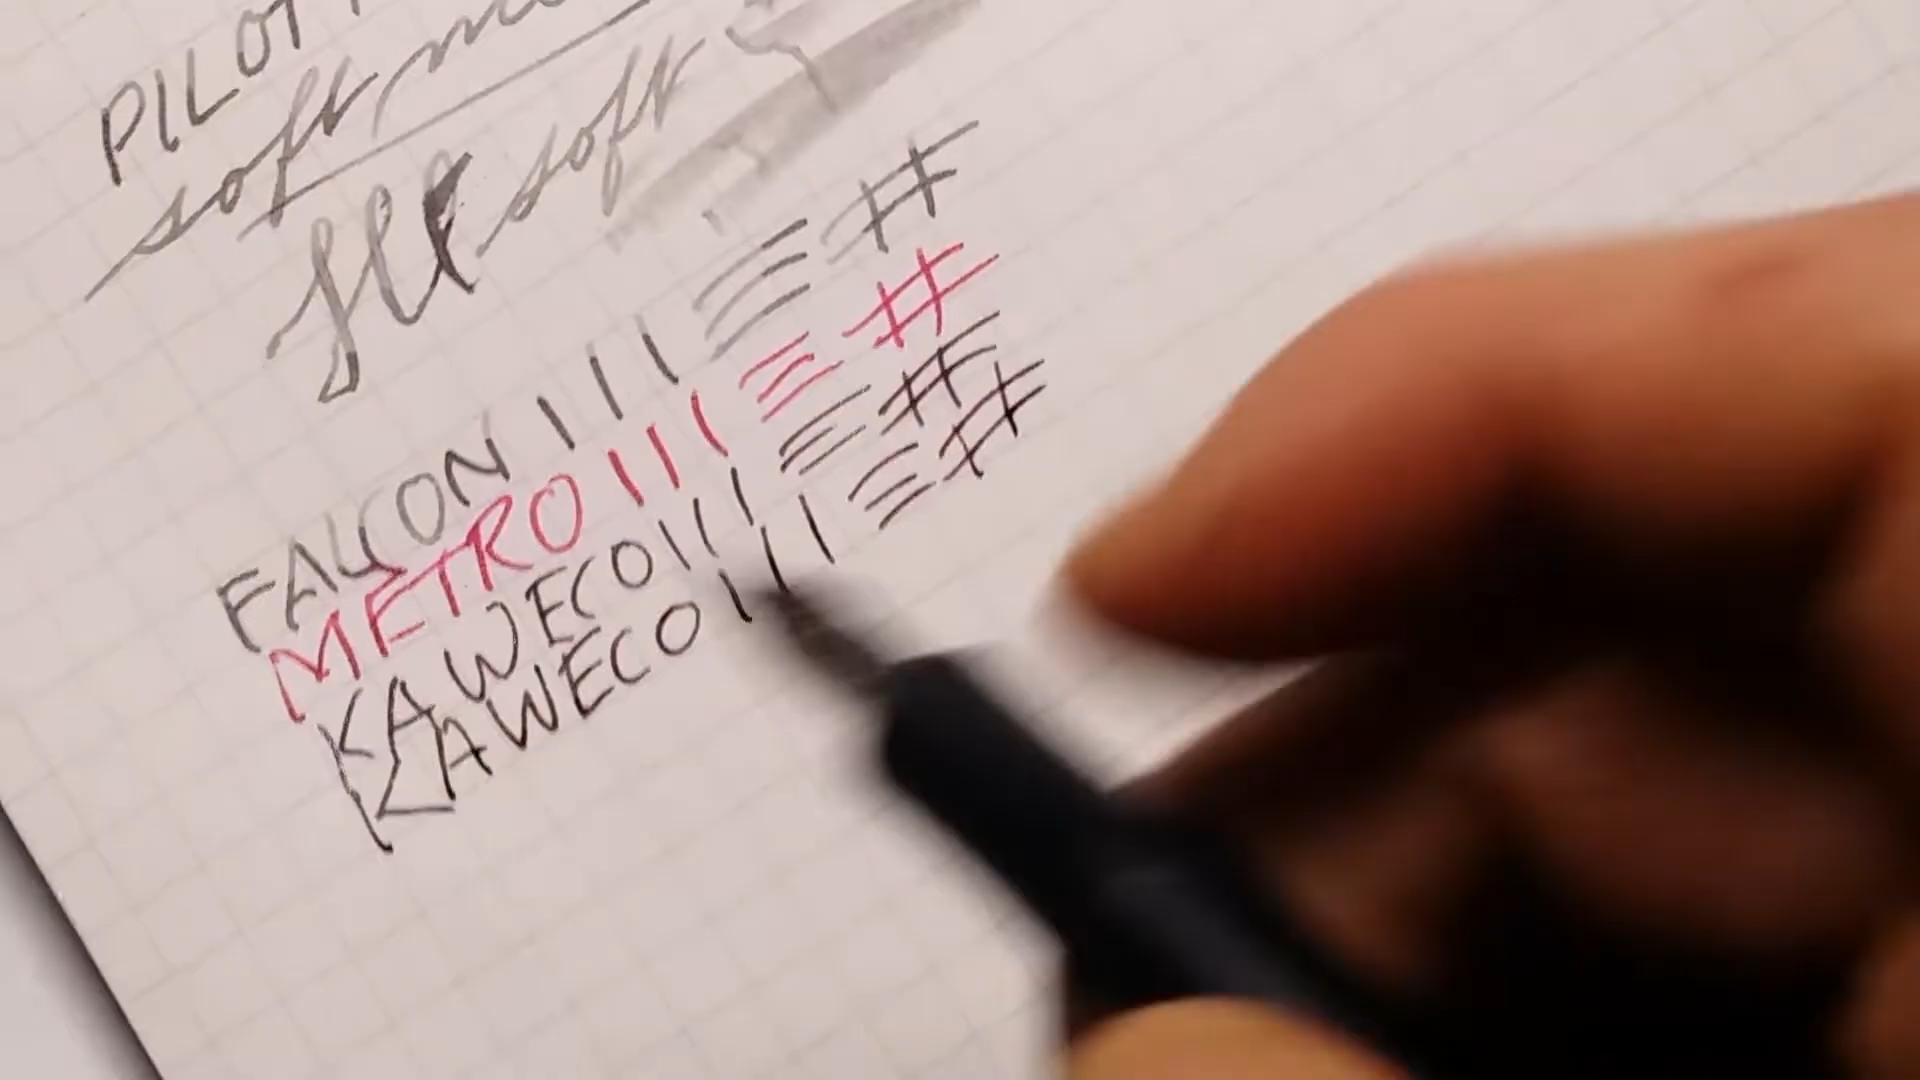 PILOT
soft
soft
FALCON ||| ☰ #
METRO ||| ☰ #
KAWECO ||| ☰ #
KAWECO ||| ☰ #